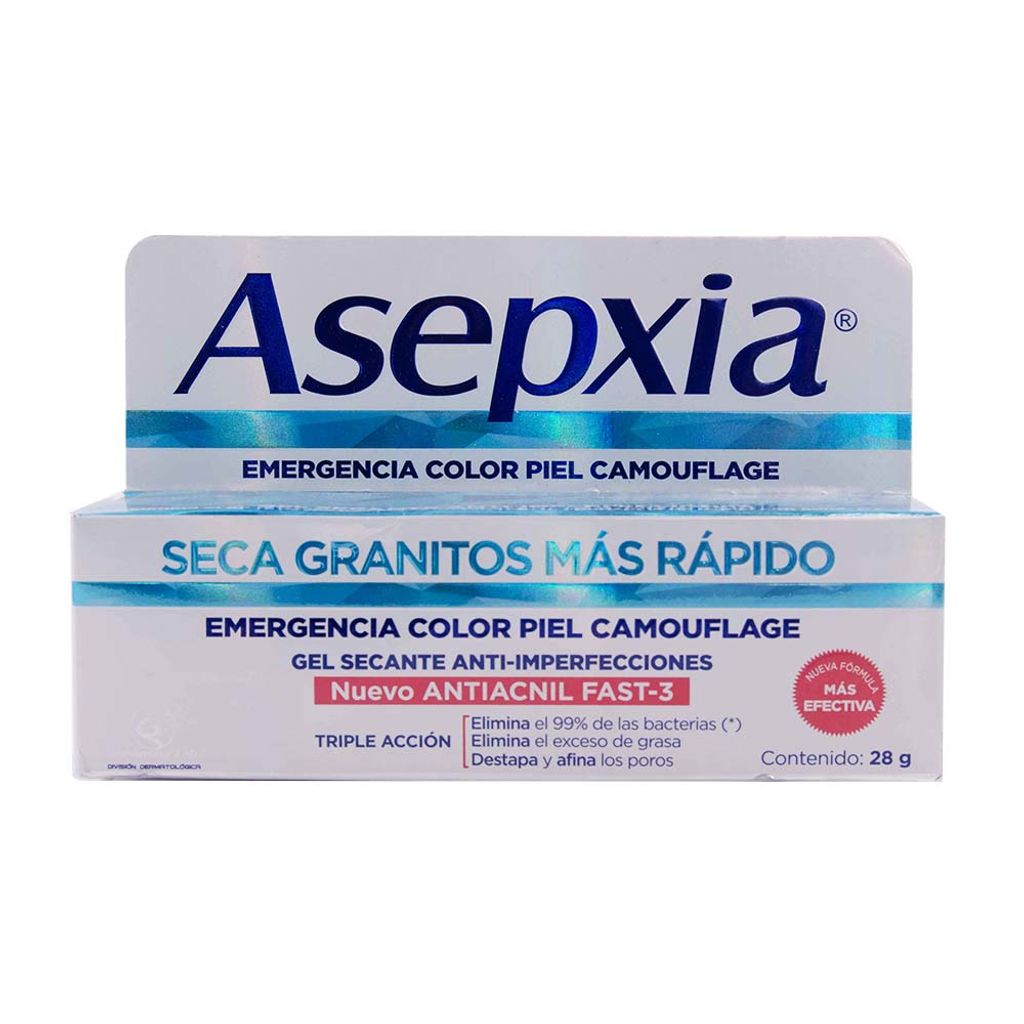 Asepxia®
EMERGENCIA COLOR PIEL CAMOUFLAGE
SECA GRANITOS MÁS RÁPIDO
EMERGENCIA COLOR PIEL CAMOUFLAGE
GEL SECANTE ANTI-IMPERFECCIONES
Nuevo ANTIACNIL FAST-3
TRIPLE ACCIÓN
Elimina el 99% de las bacterias (*)
Elimina el exceso de grasa
Destapa y afina los poros
NUEVA FÓRMULA
MÁS
EFECTIVA
Contenido: 28 g
DIVISIÓN DERMATOLÓGICA